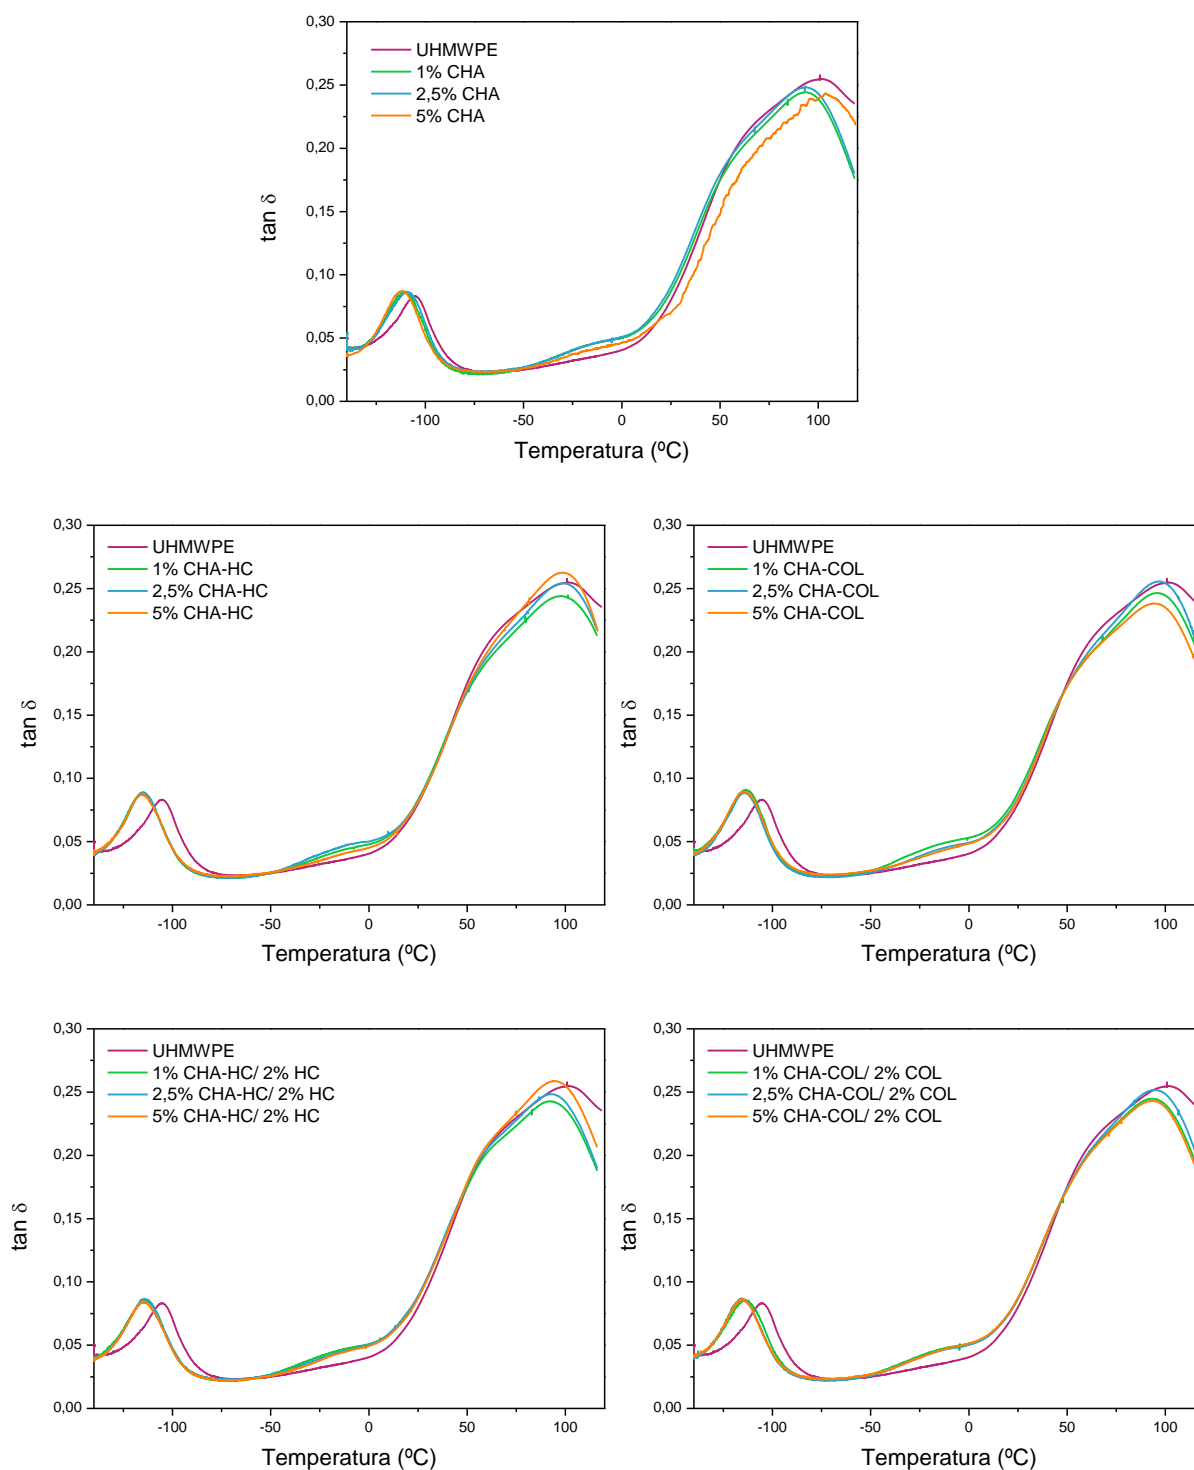 0,30
0,25
0,20
0,15
0,10
0,05
0,00
tan δ
UHMWPE
1% CHA
2,5% CHA
5% CHA
-100
-50
0
50
100
Temperatura (ºC)
0,30
0,25
0,20
0,15
0,10
0,05
0,00
tan δ
UHMWPE
1% CHA-HC
2,5% CHA-HC
5% CHA-HC
-100
-50
0
50
100
Temperatura (ºC)
0,30
0,25
0,20
0,15
0,10
0,05
0,00
tan δ
UHMWPE
1% CHA-COL
2,5% CHA-COL
5% CHA-COL
-100
-50
0
50
100
Temperatura (ºC)
0,30
0,25
0,20
0,15
0,10
0,05
0,00
tan δ
UHMWPE
1% CHA-HC/ 2% HC
2,5% CHA-HC/ 2% HC
5% CHA-HC/ 2% HC
-100
-50
0
50
100
Temperatura (ºC)
0,30
0,25
0,20
0,15
0,10
0,05
0,00
tan δ
UHMWPE
1% CHA-COL/ 2% COL
2,5% CHA-COL/ 2% COL
5% CHA-COL/ 2% COL
-100
-50
0
50
100
Temperatura (ºC)